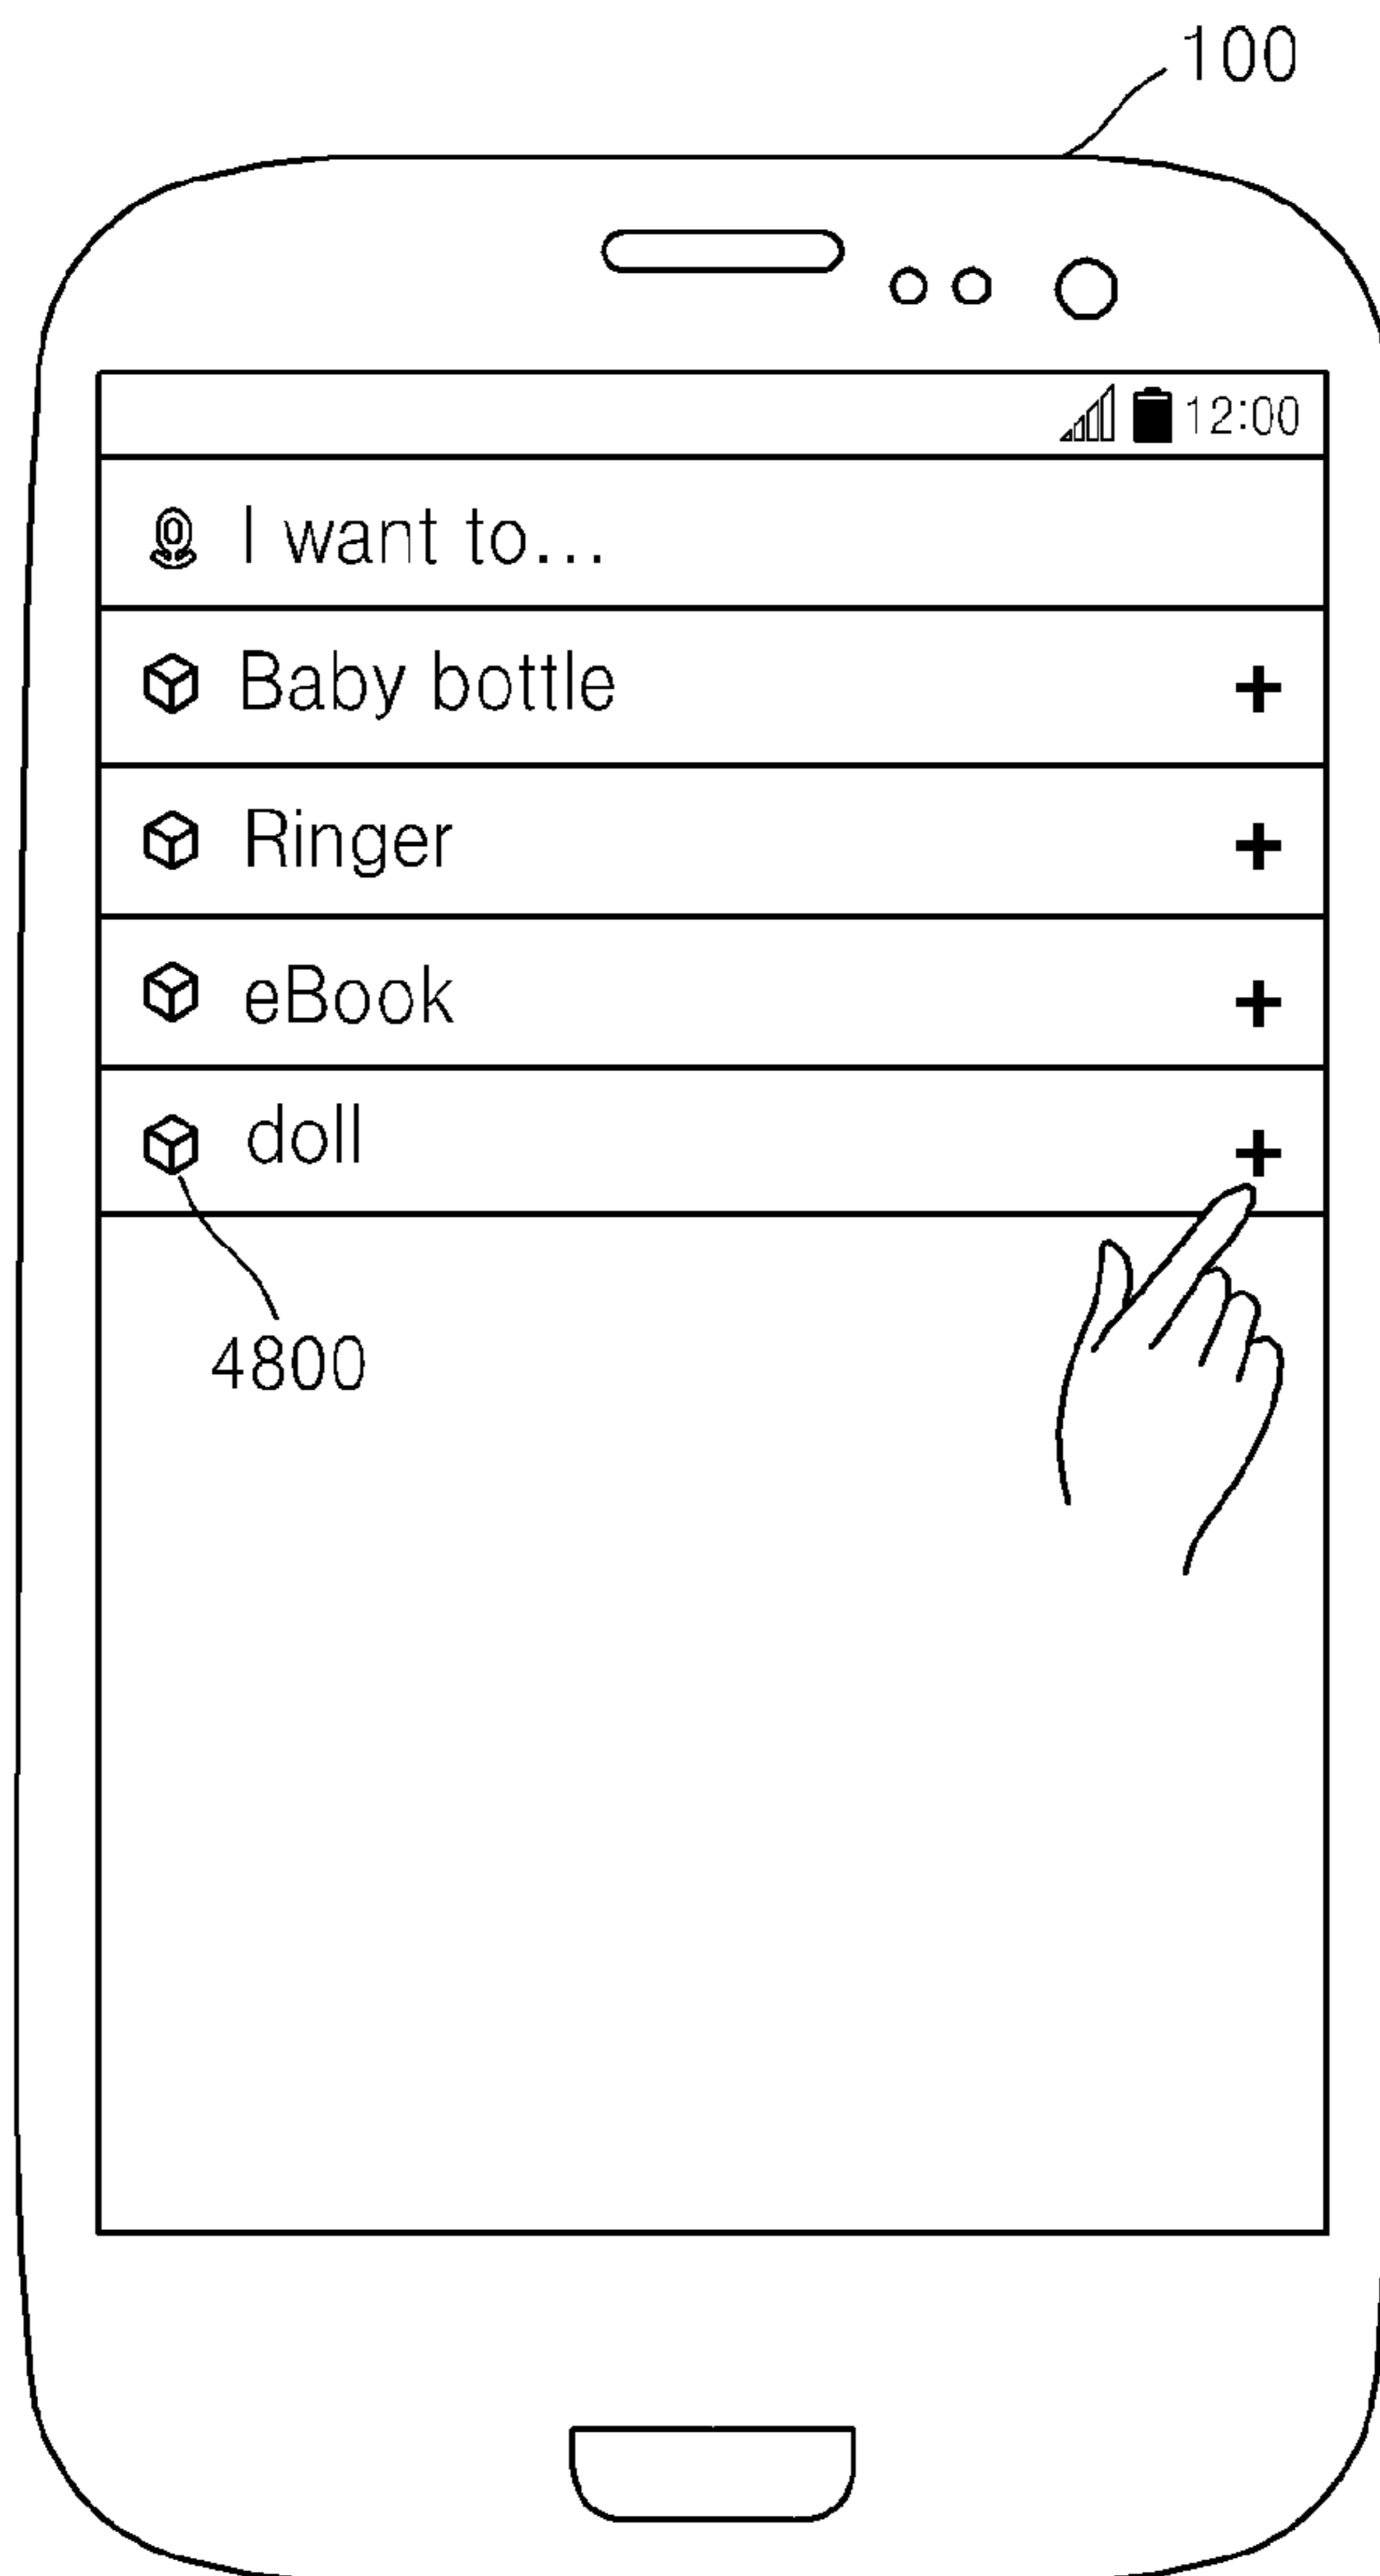 100
12:00
I want to...
Baby bottle +
Ringer +
eBook +
doll +
4800